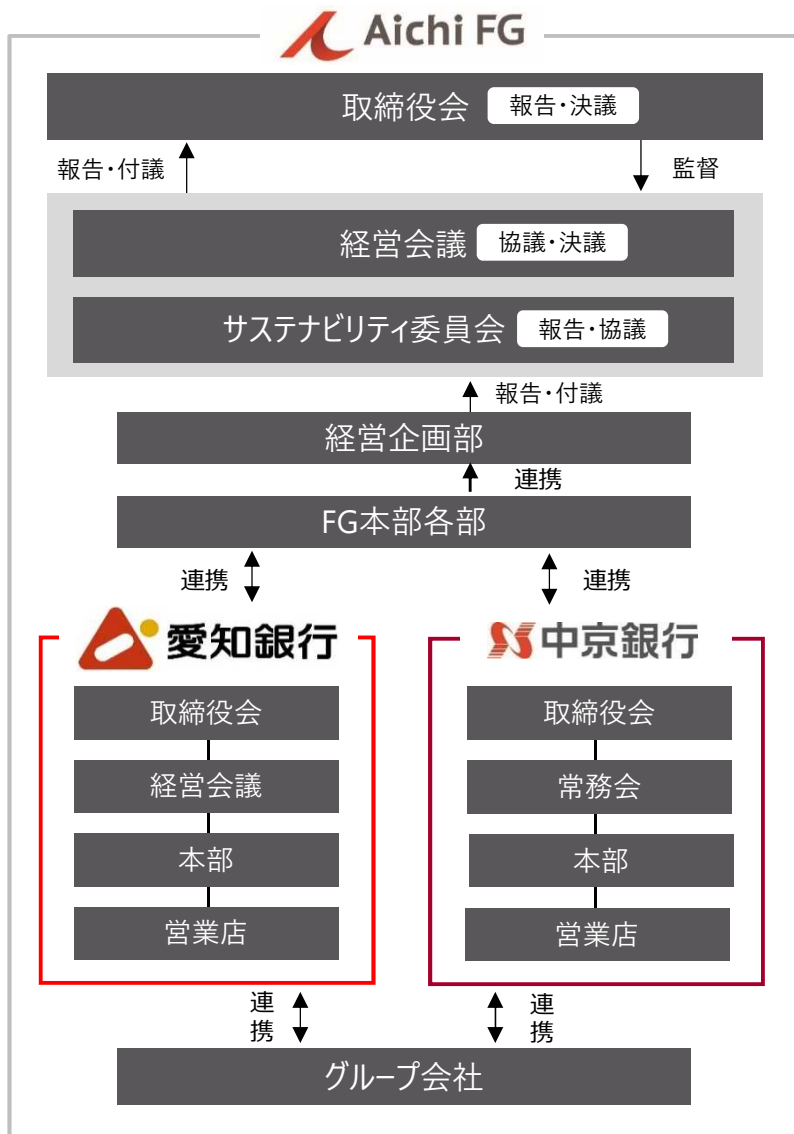 Aichi FG
取締役会 報告・決議
報告・付議
監督
経営会議 協議・決議
サステナビリティ委員会 報告・協議
報告・付議
経営企画部
連携
FG本部各部
連携
連携
愛知銀行
中京銀行
取締役会
取締役会
経営会議
常務会
本部
本部
営業店
営業店
連携
連携
グループ会社